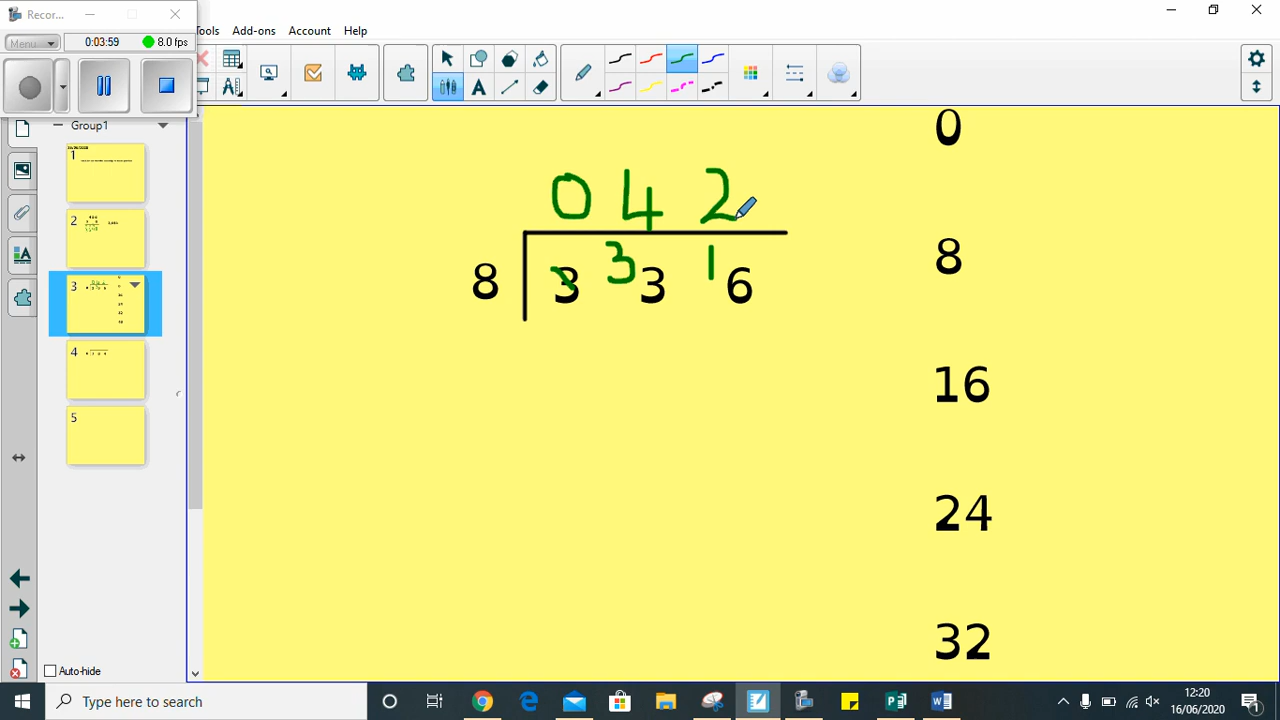 Recor...
Tools Add-ons Account Help
Menu...
00:03:59
8.0 fps
Group1
1
2
3
4
5
Auto-hide
0 4 2
8 3 3 3 1 6
0
8
16
24
32
Type here to search
12:20
16/06/2020
1